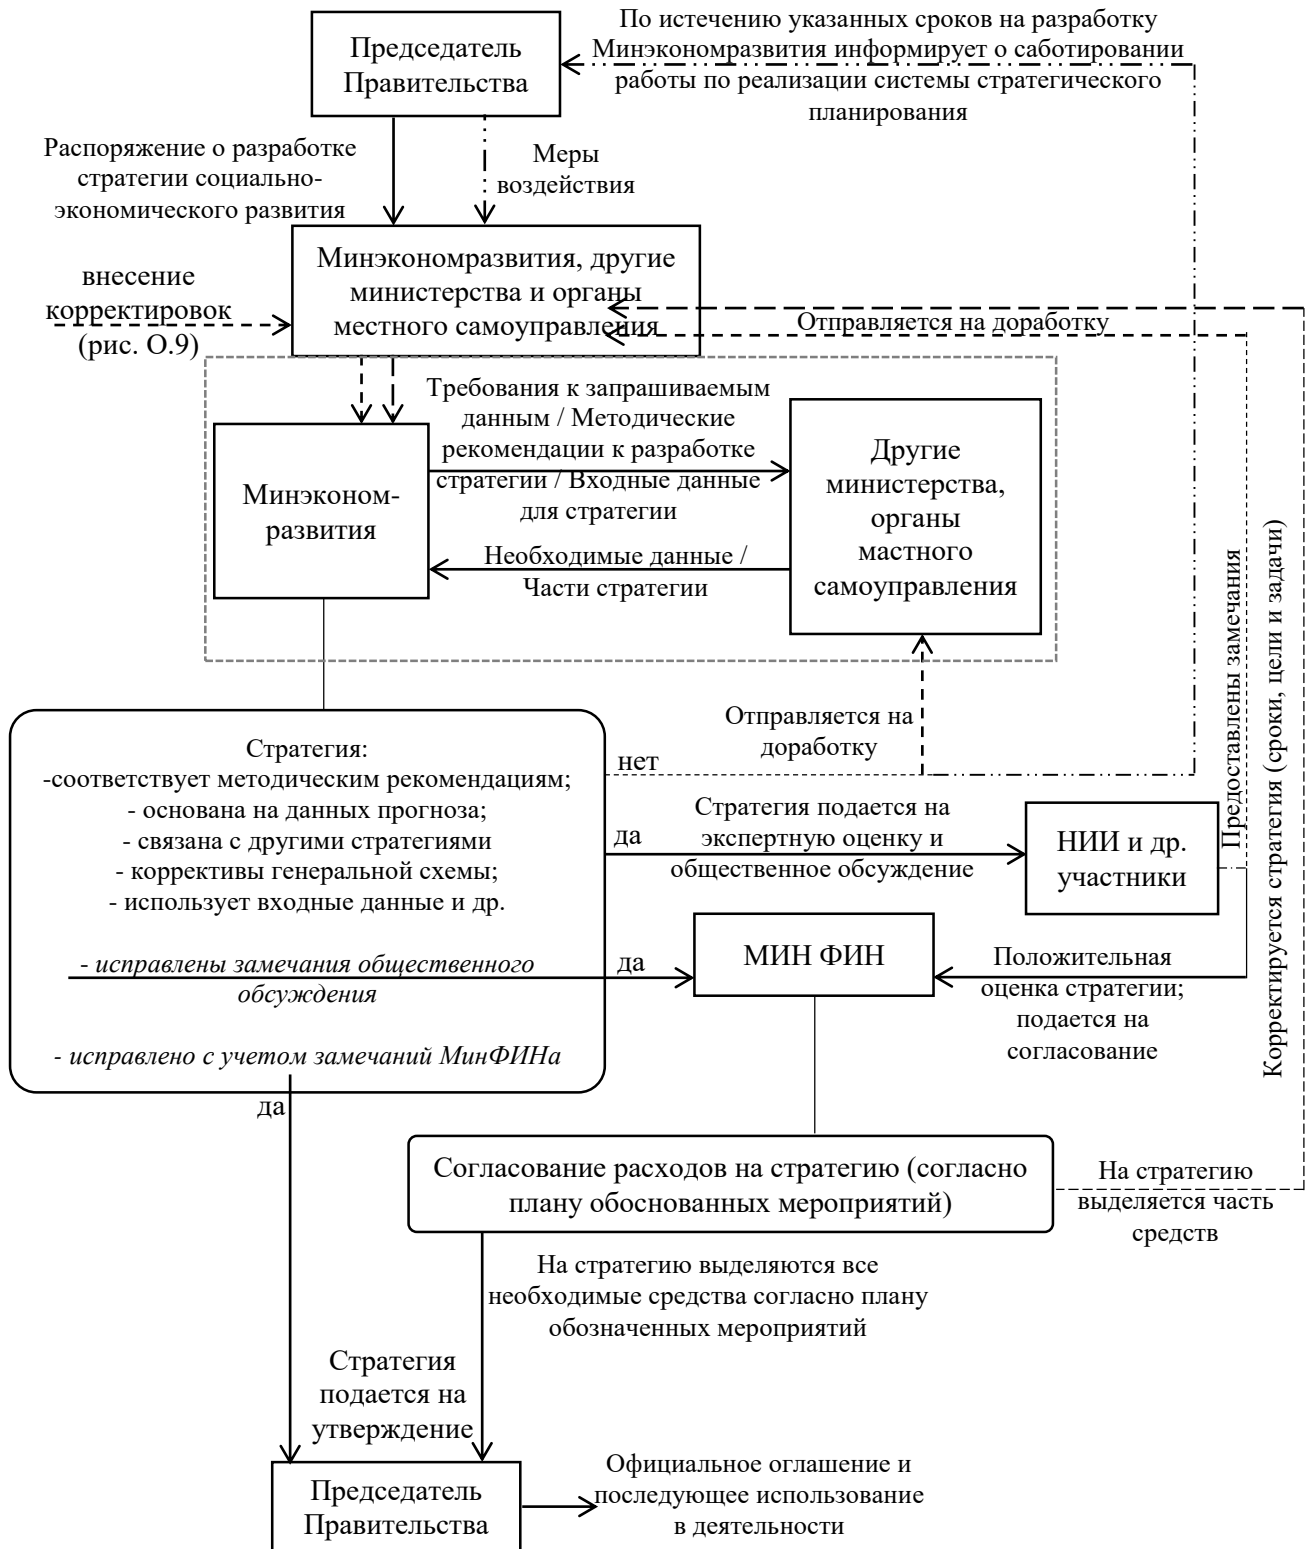 По истечению указанных сроков на разработку
Минэкономразвития информирует о саботировании
работы по реализации системы стратегического
планирования
Председатель
Правительства
Распоряжение о разработке
стратегии социально-
экономического развития
Меры
воздействия
Минэкономразвития, другие
министерства и органы
местного самоуправления
внесение
корректировок
(рис. О.9)
Отправляется на доработку
Требования к запрашиваемым
данным / Методические
рекомендации к разработке
стратегии / Входные данные
для стратегии
Минэконом-
развития
Другие
министерства,
органы
мастного
самоуправления
Необходимые данные /
Части стратегии
Предоставлены замечания
Корректируется стратегия (сроки, цели и задачи)
Отправляется на
доработку
Стратегия:
-соответствует методическим рекомендациям;
- основана на данных прогноза;
- связана с другими стратегиями
- коррективы генеральной схемы;
- использует входные данные и др.
- исправлены замечания общественного
обсуждения
- исправлено с учетом замечаний МинФИНа
нет
да
Стратегия подается на
экспертную оценку и
общественное обсуждение
НИИ и др.
участники
да
МИН ФИН
Положительная
оценка стратегии;
подается на
согласование
да
Согласование расходов на стратегию (согласно
плану обоснованных мероприятий)
На стратегию
выделяется часть
средств
На стратегию выделяются все
необходимые средства согласно плану
обозначенных мероприятий
Стратегия
подается на
утверждение
Председатель
Правительства
Официальное оглашение и
последующее использование
в деятельности